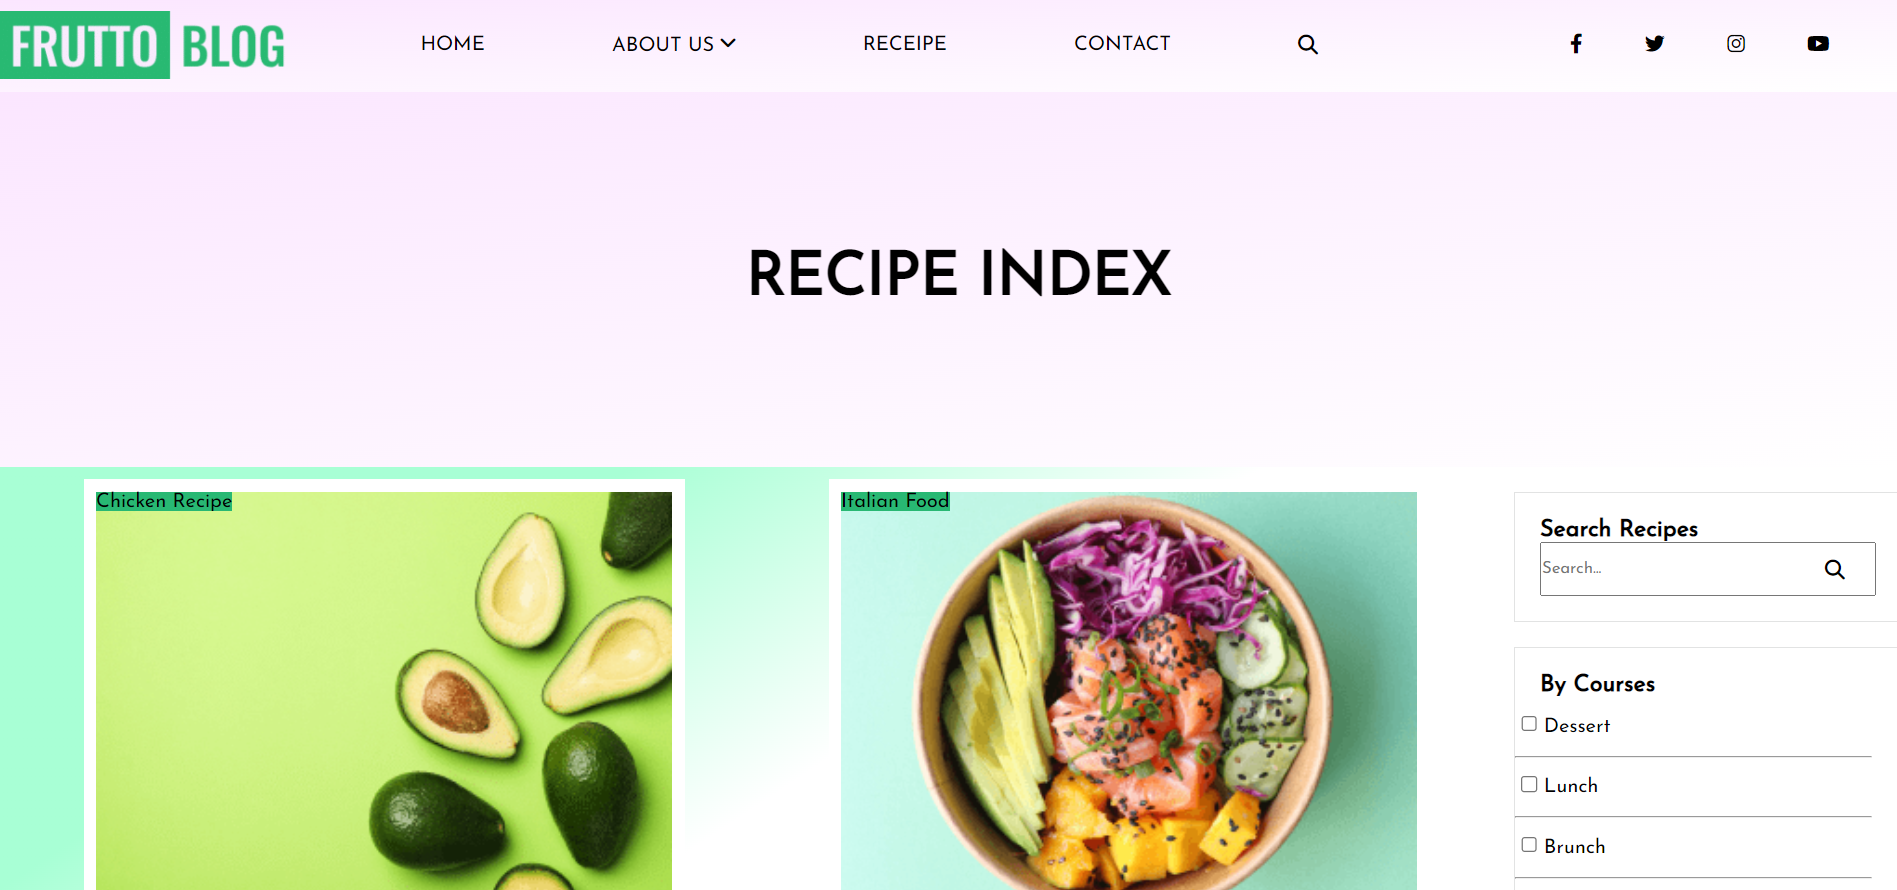 FRUTTO BLOG
HOME
ABOUT US
RECEIPE
CONTACT
RECIPE INDEX
Chicken Recipe
Italian Food
Search Recipes
Search...
By Courses
Dessert
Lunch
Brunch